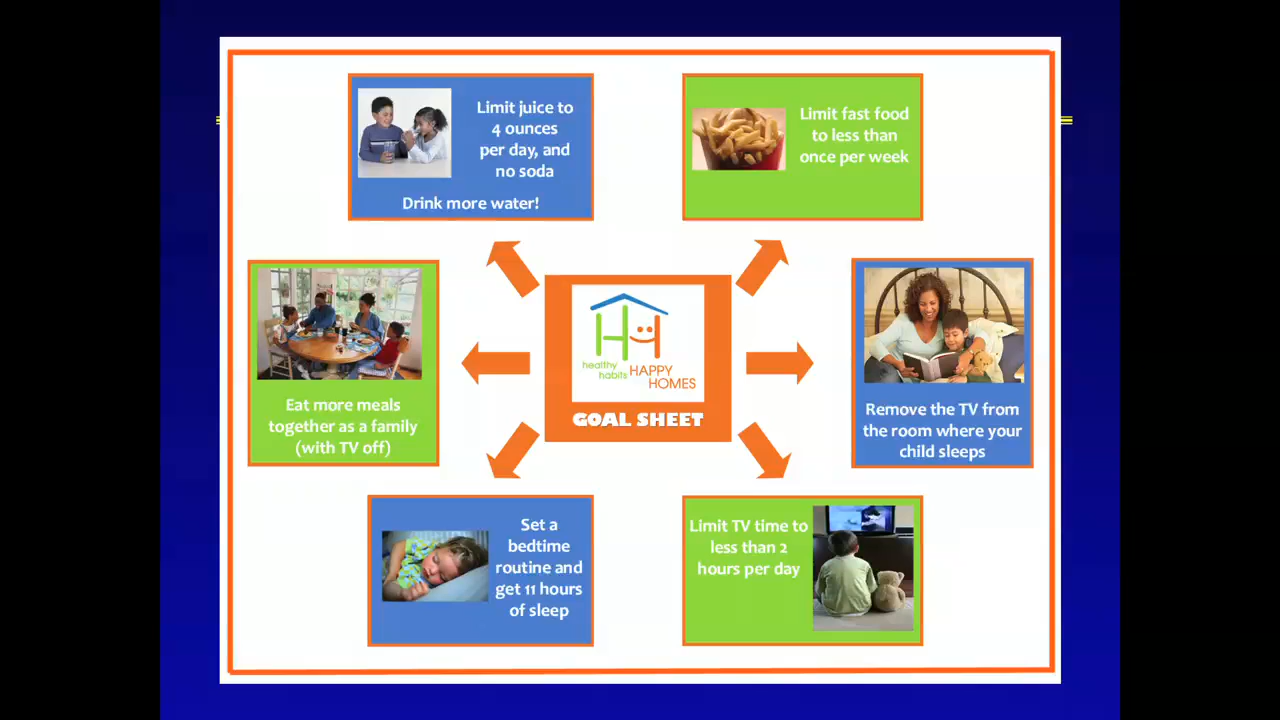 Limit juice to
4 ounces
per day, and
no soda
Drink more water!
Limit fast food
to less than
once per week
Eat more meals
together as a family
(with TV off)
healthy
habits
HAPPY
HOMES
GOAL SHEET
Remove the TV from
the room where your
child sleeps
Set a
bedtime
routine and
get 11 hours
of sleep
Limit TV time to
less than 2
hours per day